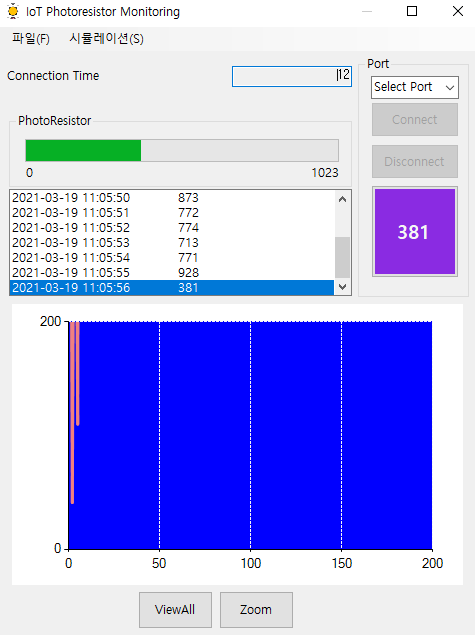 IoT Photoresistor Monitoring
파일(F) 시뮬레이션(S)
Connection Time 12
Port
Select Port
Connect
Disconnect
381
PhotoResistor
0 1023
2021-03-19 11:05:50 873
2021-03-19 11:05:51 772
2021-03-19 11:05:52 774
2021-03-19 11:05:53 713
2021-03-19 11:05:54 771
2021-03-19 11:05:55 928
2021-03-19 11:05:56 381
200
0
0 50 100 150 200
ViewAll Zoom